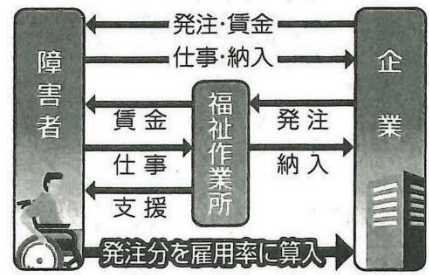 発注・賃金
仕事・納入
障害者
企業
福祉作業所
賃金
発注
仕事
納入
支援
発注分を雇用率に算入